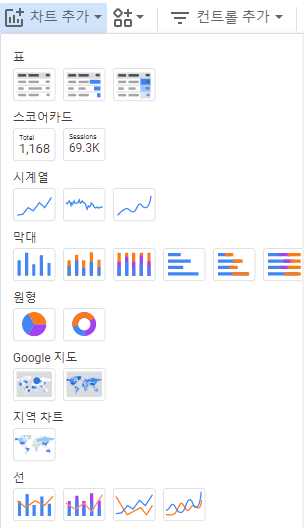 차트 추가 컨트롤 추가
표
스코어카드
Total Sessions
1,168 69.3K
시계열
막대
원형
Google 지도
지역 차트
선